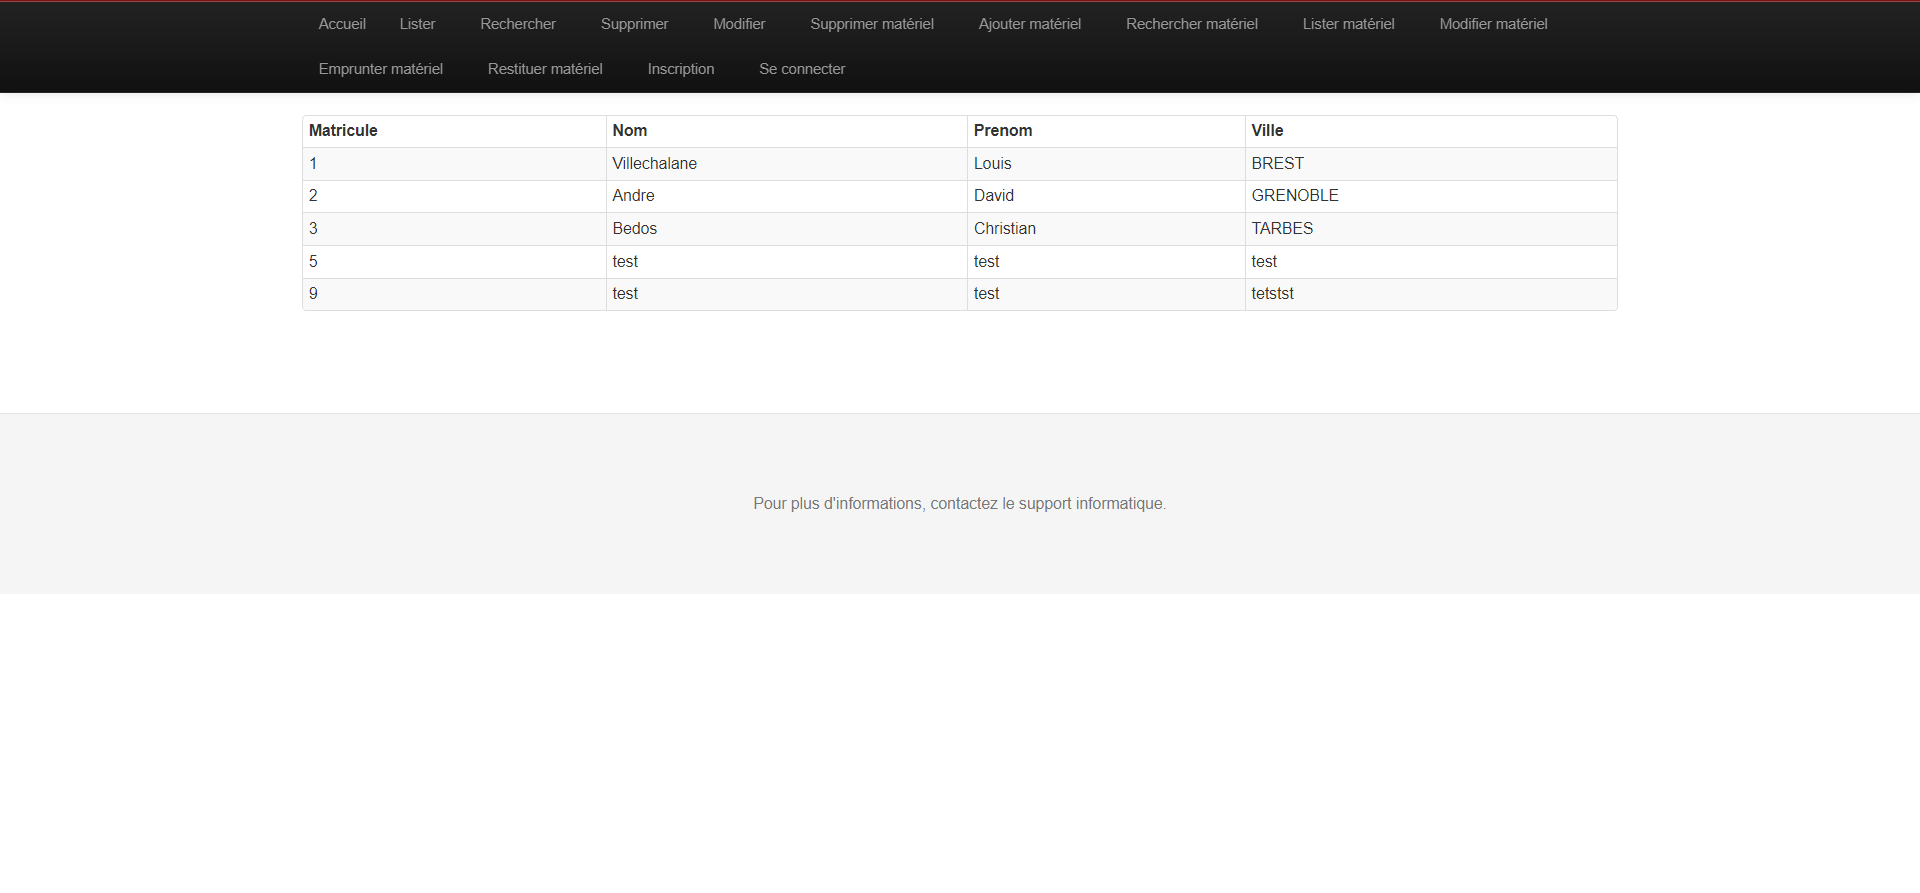 Accueil Lister Rechercher Supprimer Modifier Supprimer matériel Ajouter matériel Rechercher matériel Lister matériel Modifier matériel
Emprunter matériel Restituer matériel Inscription Se connecter
Matricule Nom Prenom Ville
1 Villechalane Louis BREST
2 Andre David GRENOBLE
3 Bedos Christian TARBES
5 test test test
9 test test tetstst
Pour plus d'informations, contactez le support informatique.